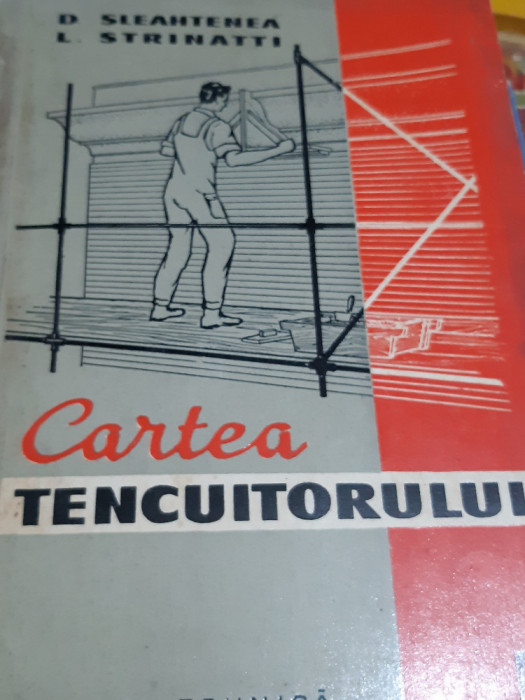 D. SLEAHTENEA
L. STRINATTI
Cartea
TENCUITORULUI